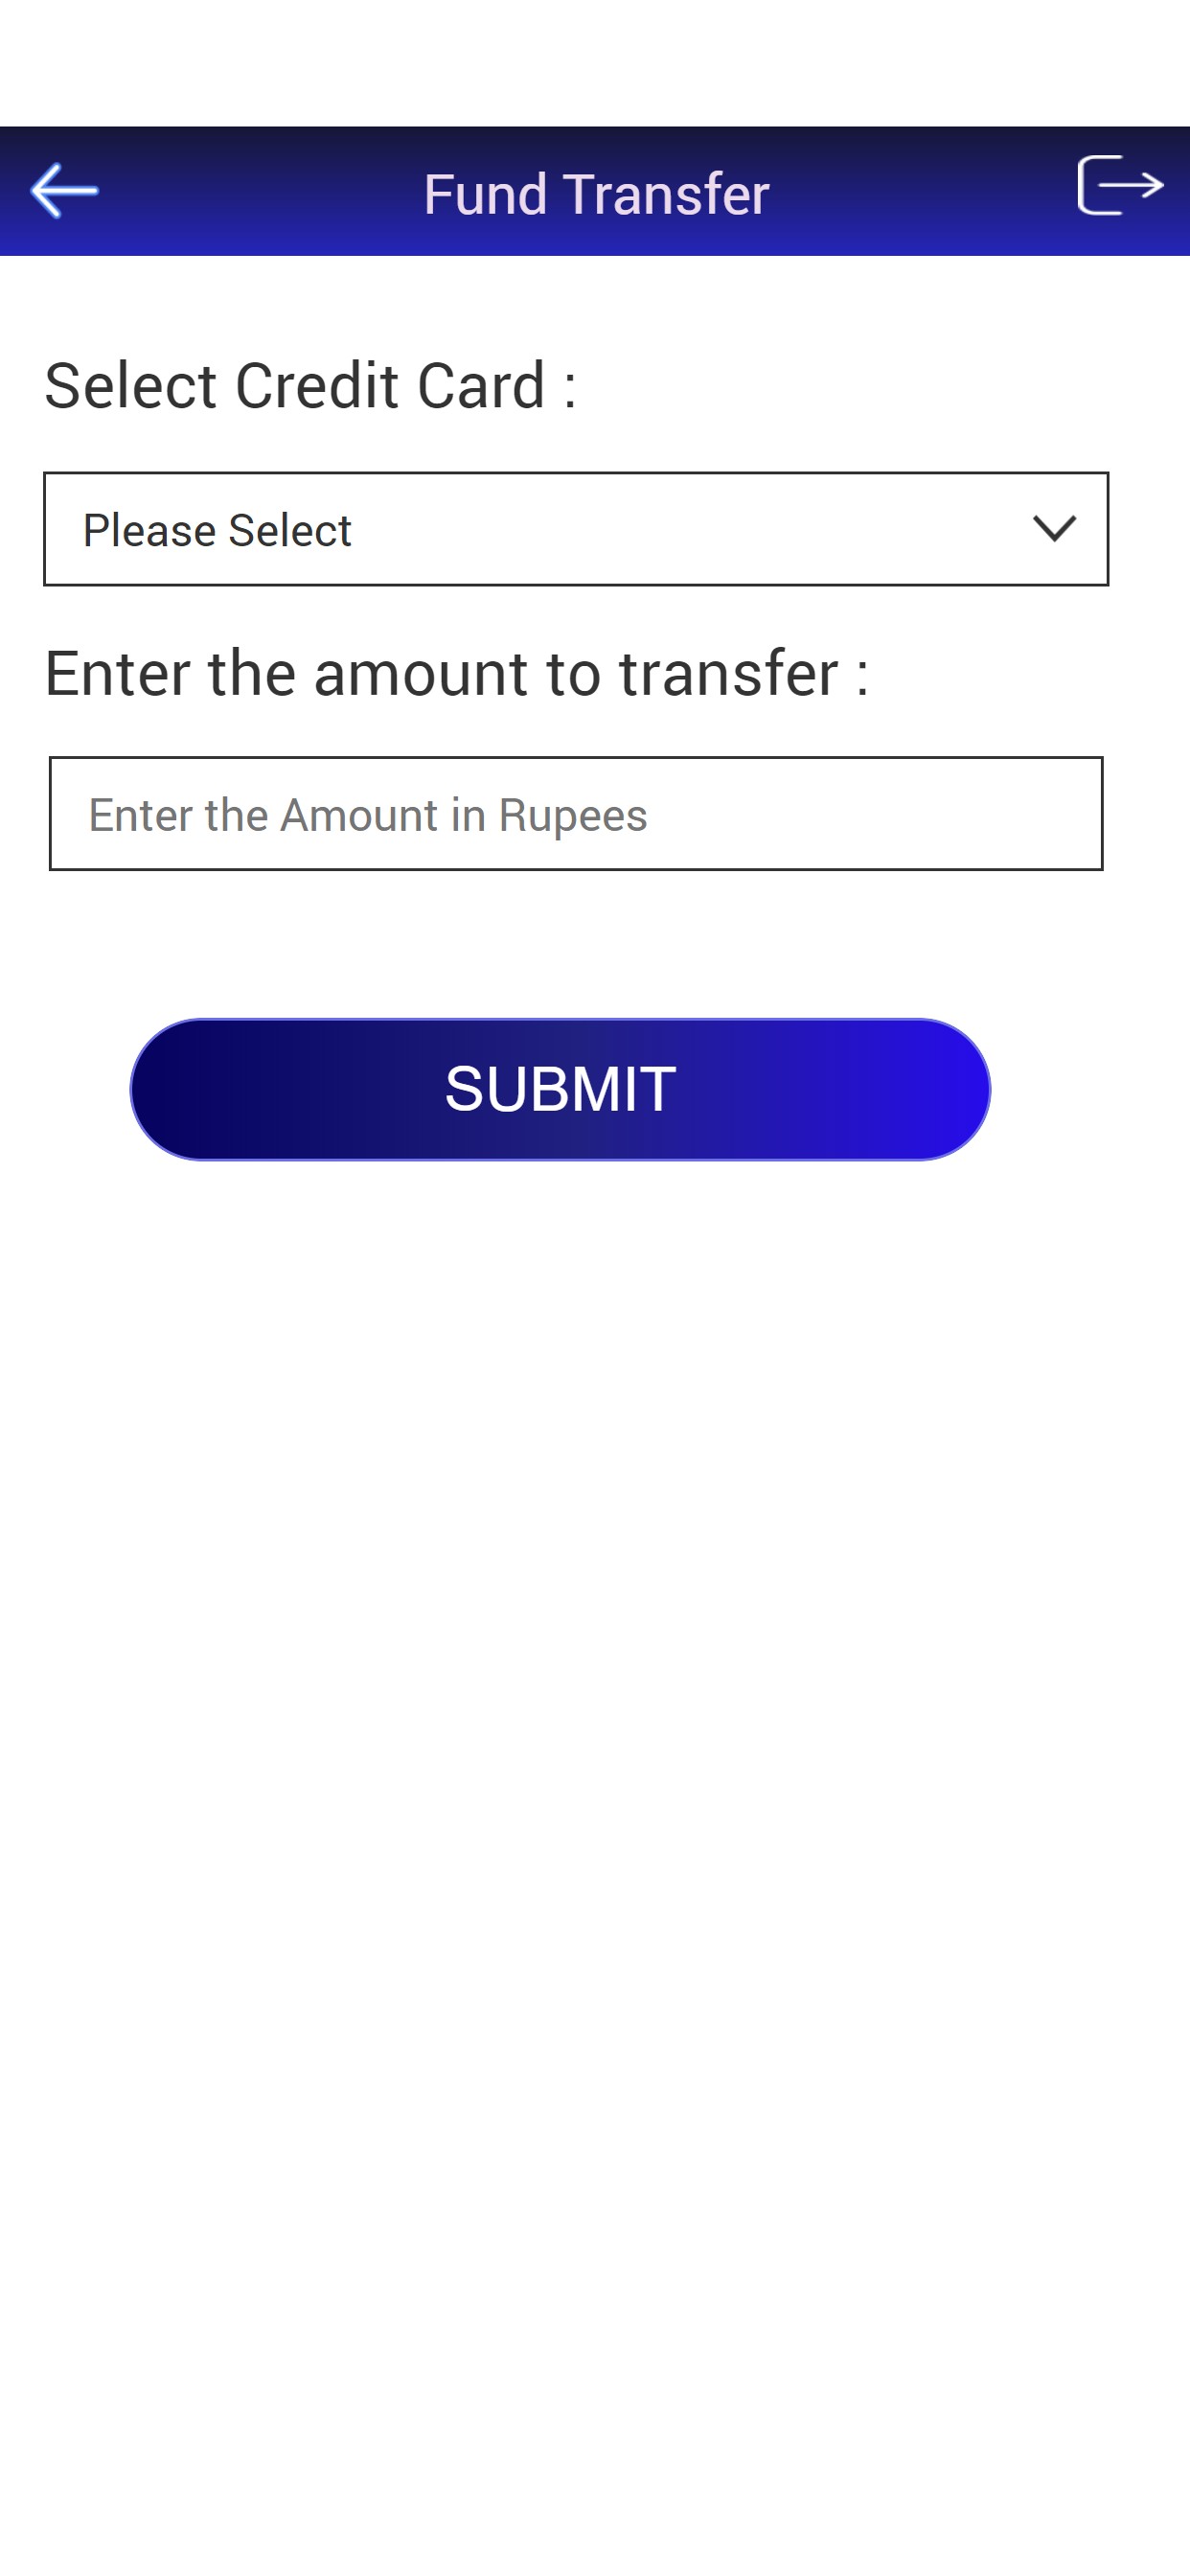 Fund Transfer
Select Credit Card :
Please Select
Enter the amount to transfer :
Enter the Amount in Rupees
SUBMIT